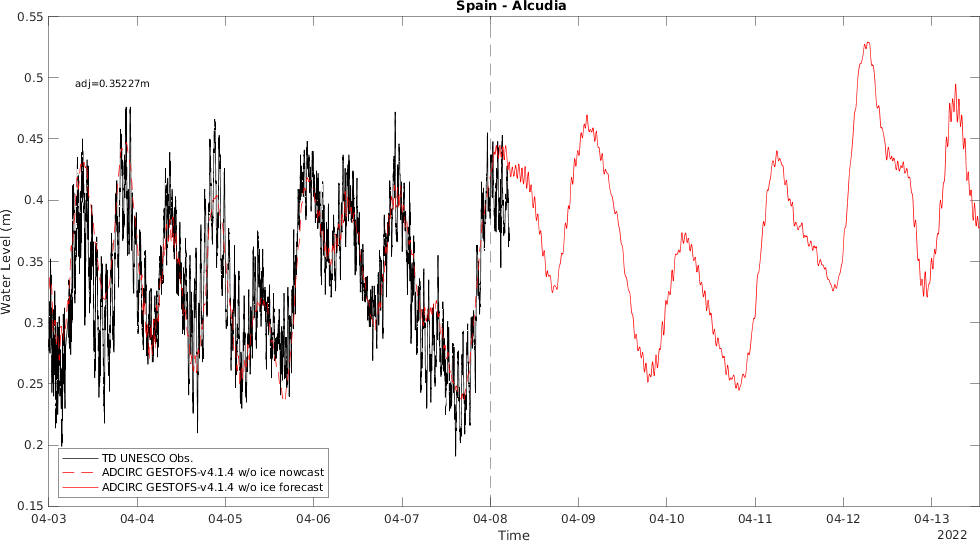 Spain - Alcudia
0.55
0.5
0.45
0.4
0.35
0.3
0.25
0.2
0.15
Water Level (m)
adj=0.35227m
TD UNESCO Obs.
ADCIRC GESTOFS-v4.1.4 w/o ice nowcast
ADCIRC GESTOFS-v4.1.4 w/o ice forecast
04-03 04-04 04-05 04-06 04-07 04-08 04-09 04-10 04-11 04-12 04-13
Time
2022